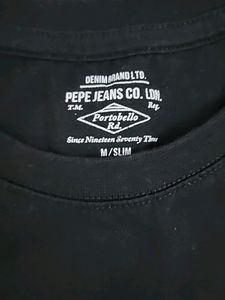 DENIM BRAND LTD.
PEPE JEANS CO. LDN.
T.M. Reg.
Portobello
Rd.
Since Nineteen Seventy Three
M/SLIM